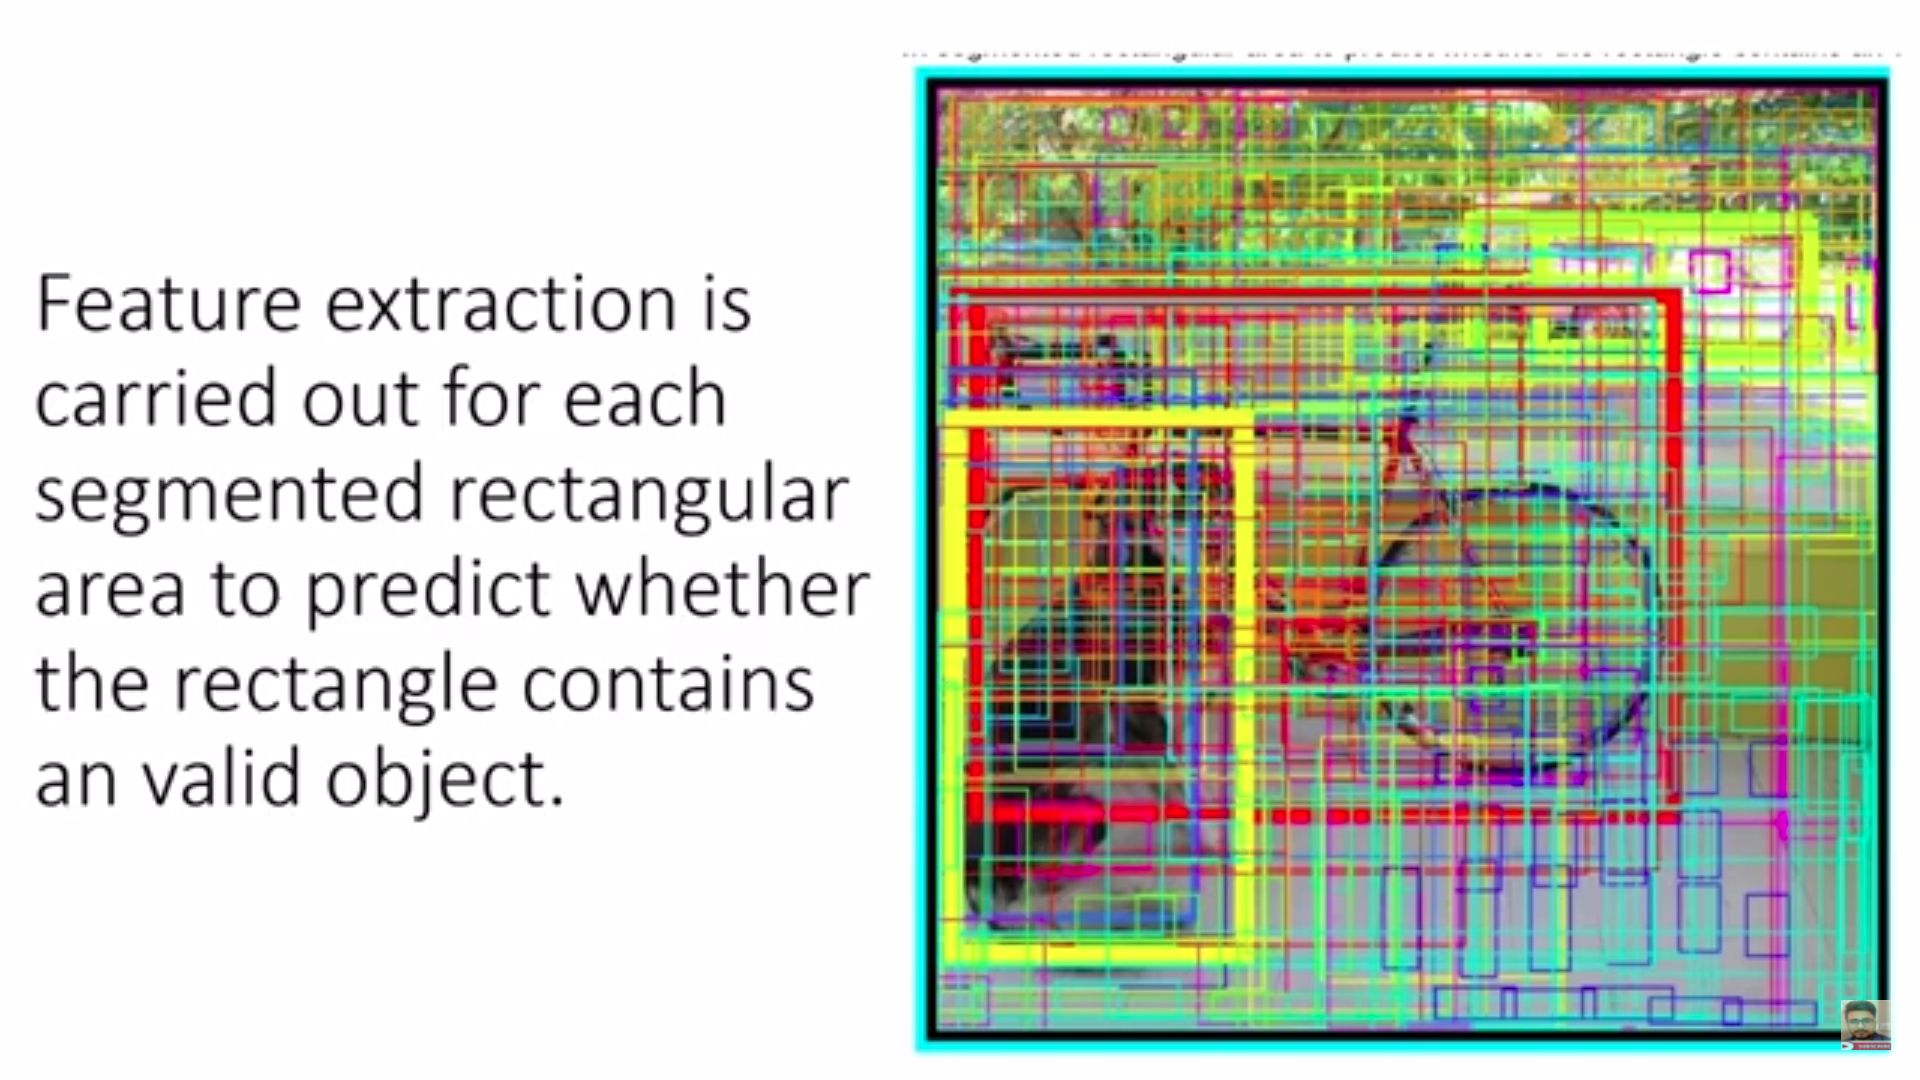 Feature extraction is
carried out for each
segmented rectangular
area to predict whether
the rectangle contains
an valid object.
SUBSCRIBE